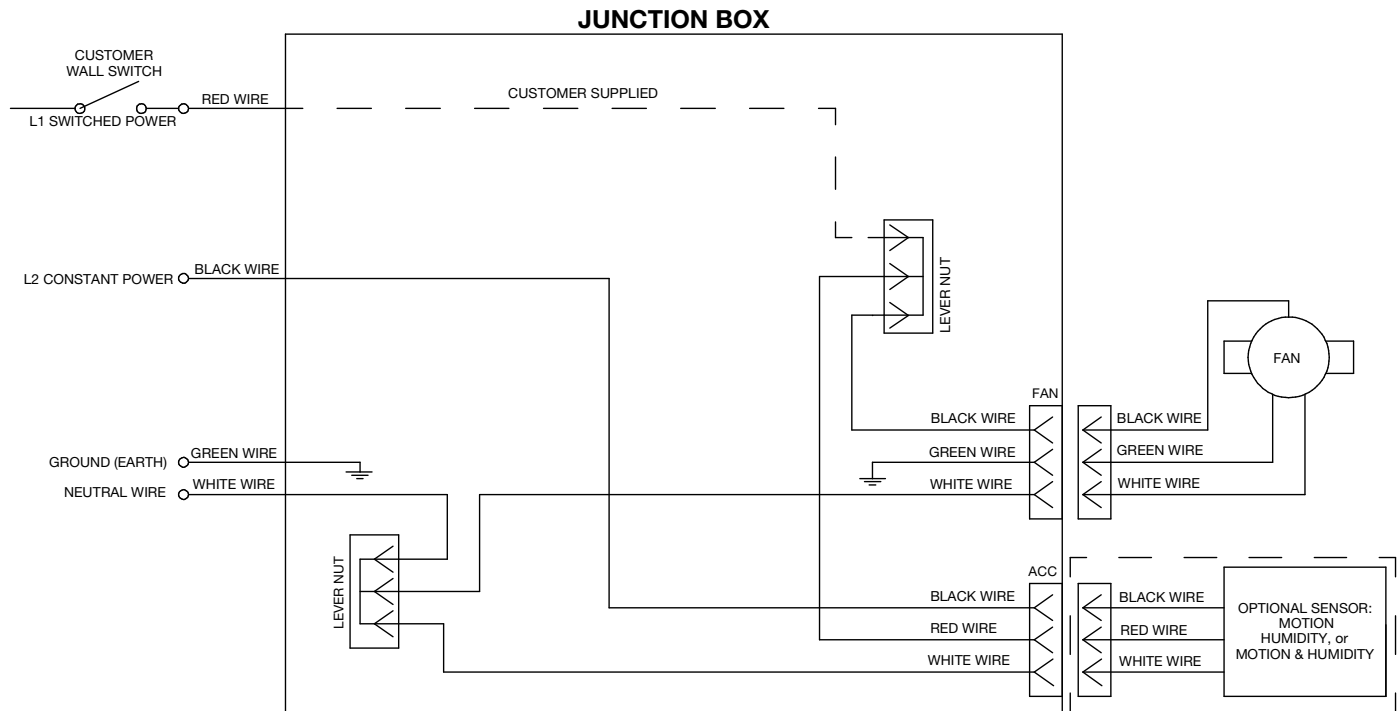 JUNCTION BOX
CUSTOMER
WALL SWITCH
RED WIRE
CUSTOMER SUPPLIED
L1 SWITCHED POWER
LEVER NUT
L2 CONSTANT POWER
BLACK WIRE
FAN
FAN
BLACK WIRE
BLACK WIRE
GROUND (EARTH)
GREEN WIRE
GREEN WIRE
GREEN WIRE
NEUTRAL WIRE
WHITE WIRE
WHITE WIRE
WHITE WIRE
LEVER NUT
ACC
BLACK WIRE
BLACK WIRE
RED WIRE
RED WIRE
WHITE WIRE
WHITE WIRE
OPTIONAL SENSOR:
MOTION
HUMIDITY, or
MOTION & HUMIDITY